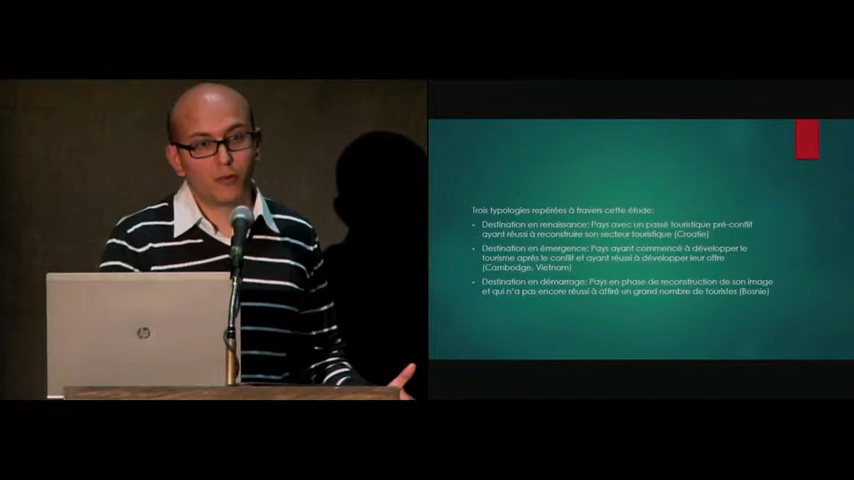 Trois typologies repérées à travers cette étude:
Destination en renaissance: Pays avec un passé touristique pré-conflit
ayant réussi à reconstruire son secteur touristique (Croatie)
Destination en émergence: Pays ayant commencé à développer le
tourisme après le conflit et ayant réussi à développer leur offre
(Cambodge, Vietnam)
Destination en démarrage: Pays en phase de reconstruction de son image
et qui n'a pas encore réussi à attiré un grand nombre de touristes (Bosnie)
hp